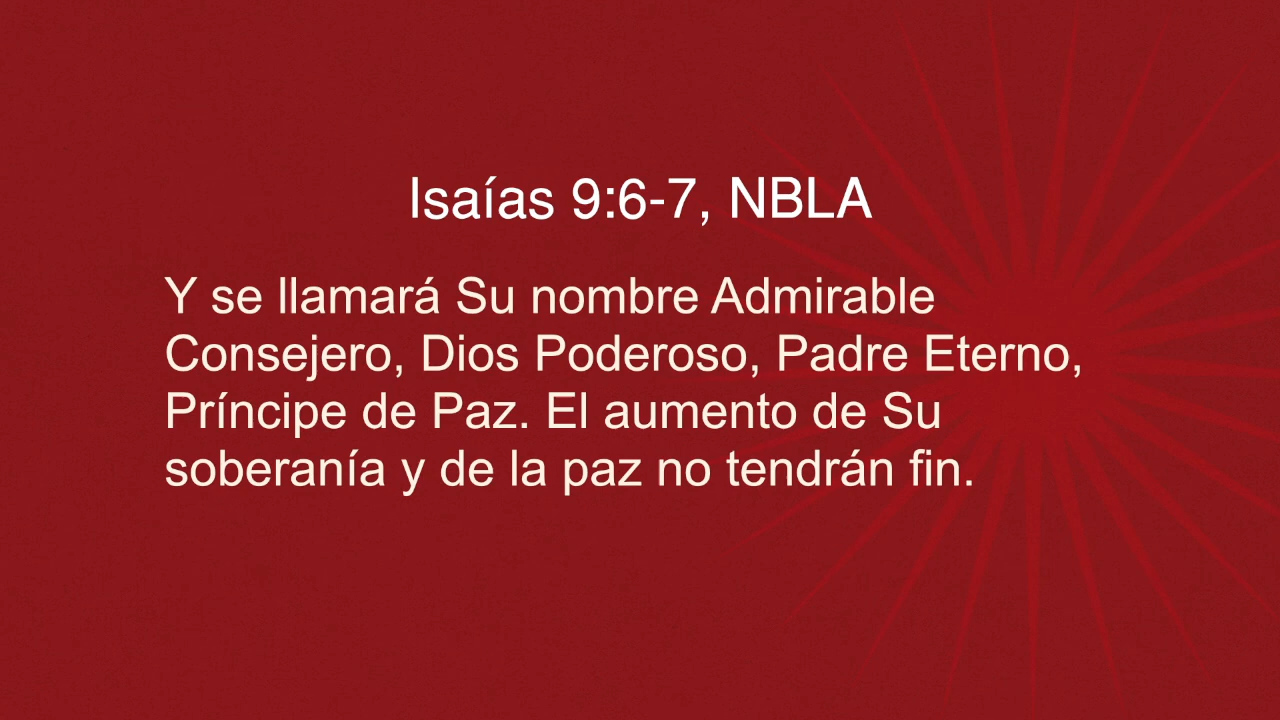 Isaías 9:6-7, NBLA
Y se llamará Su nombre Admirable
Consejero, Dios Poderoso, Padre Eterno,
Príncipe de Paz. El aumento de Su
soberanía y de la paz no tendrán fin.